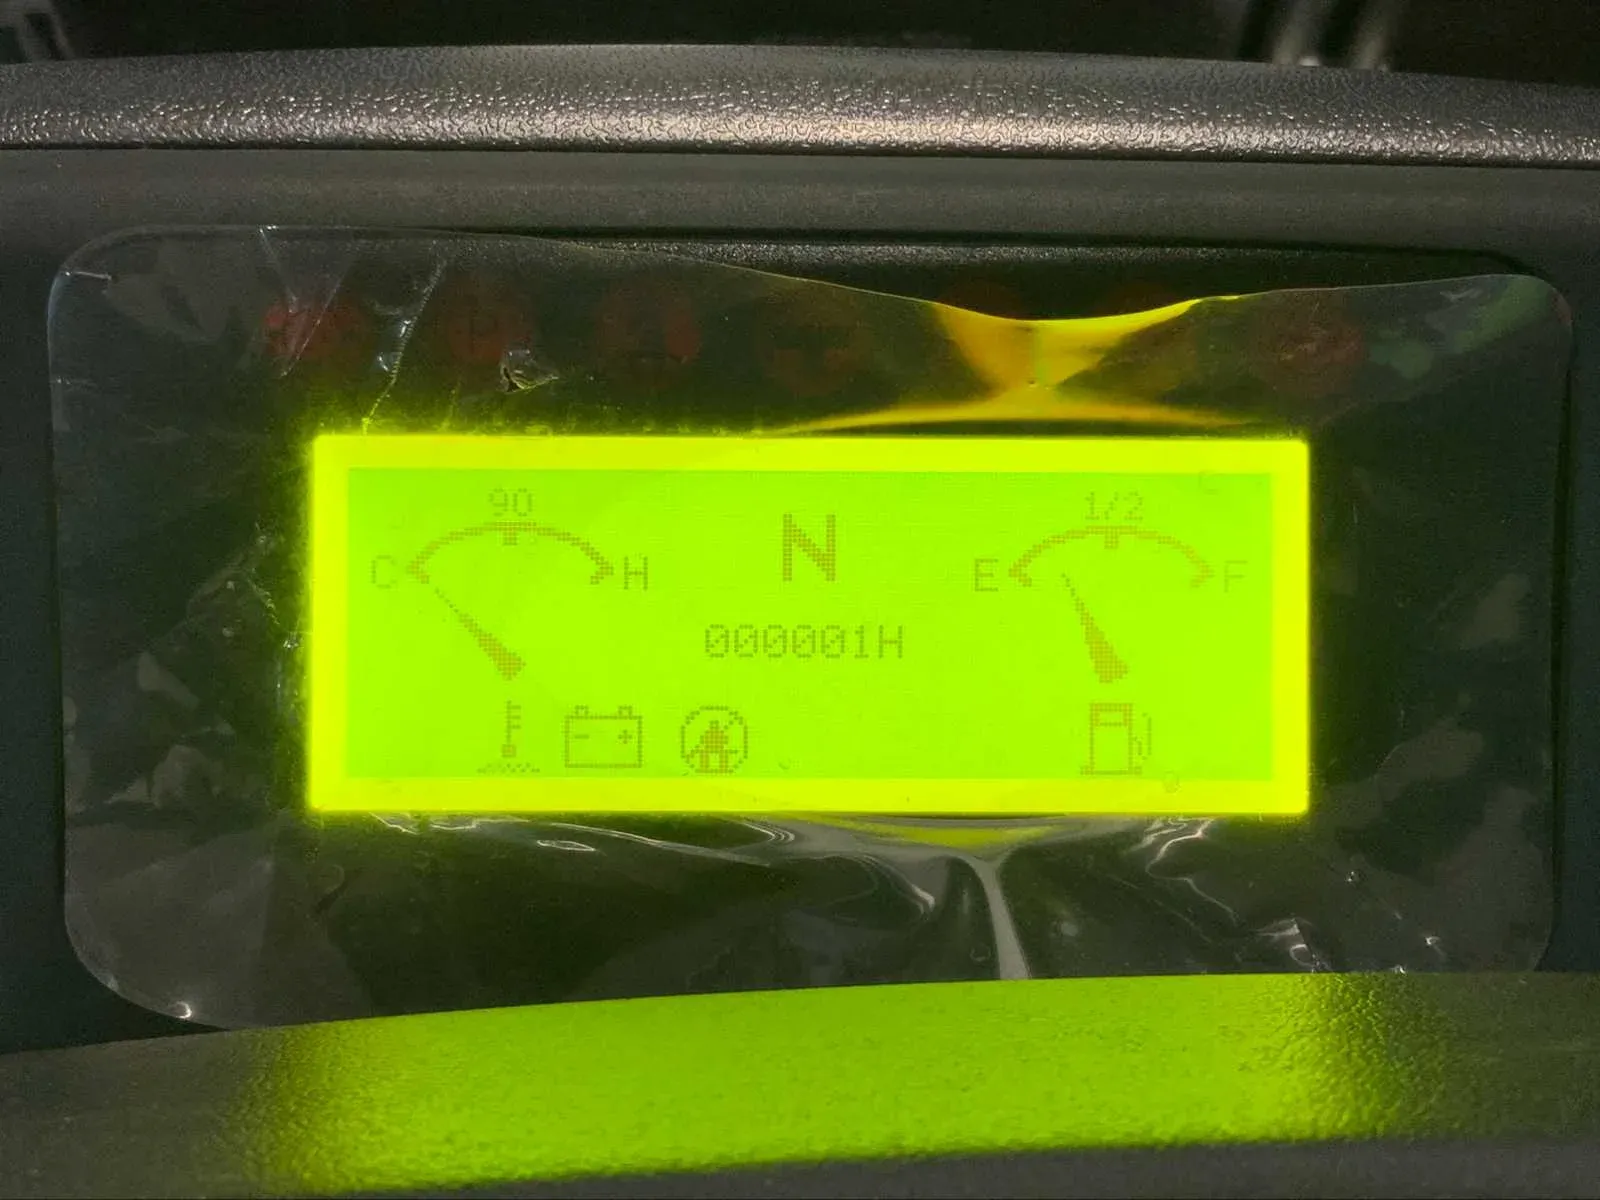 90 1/2
C H N E F
000001H
- +